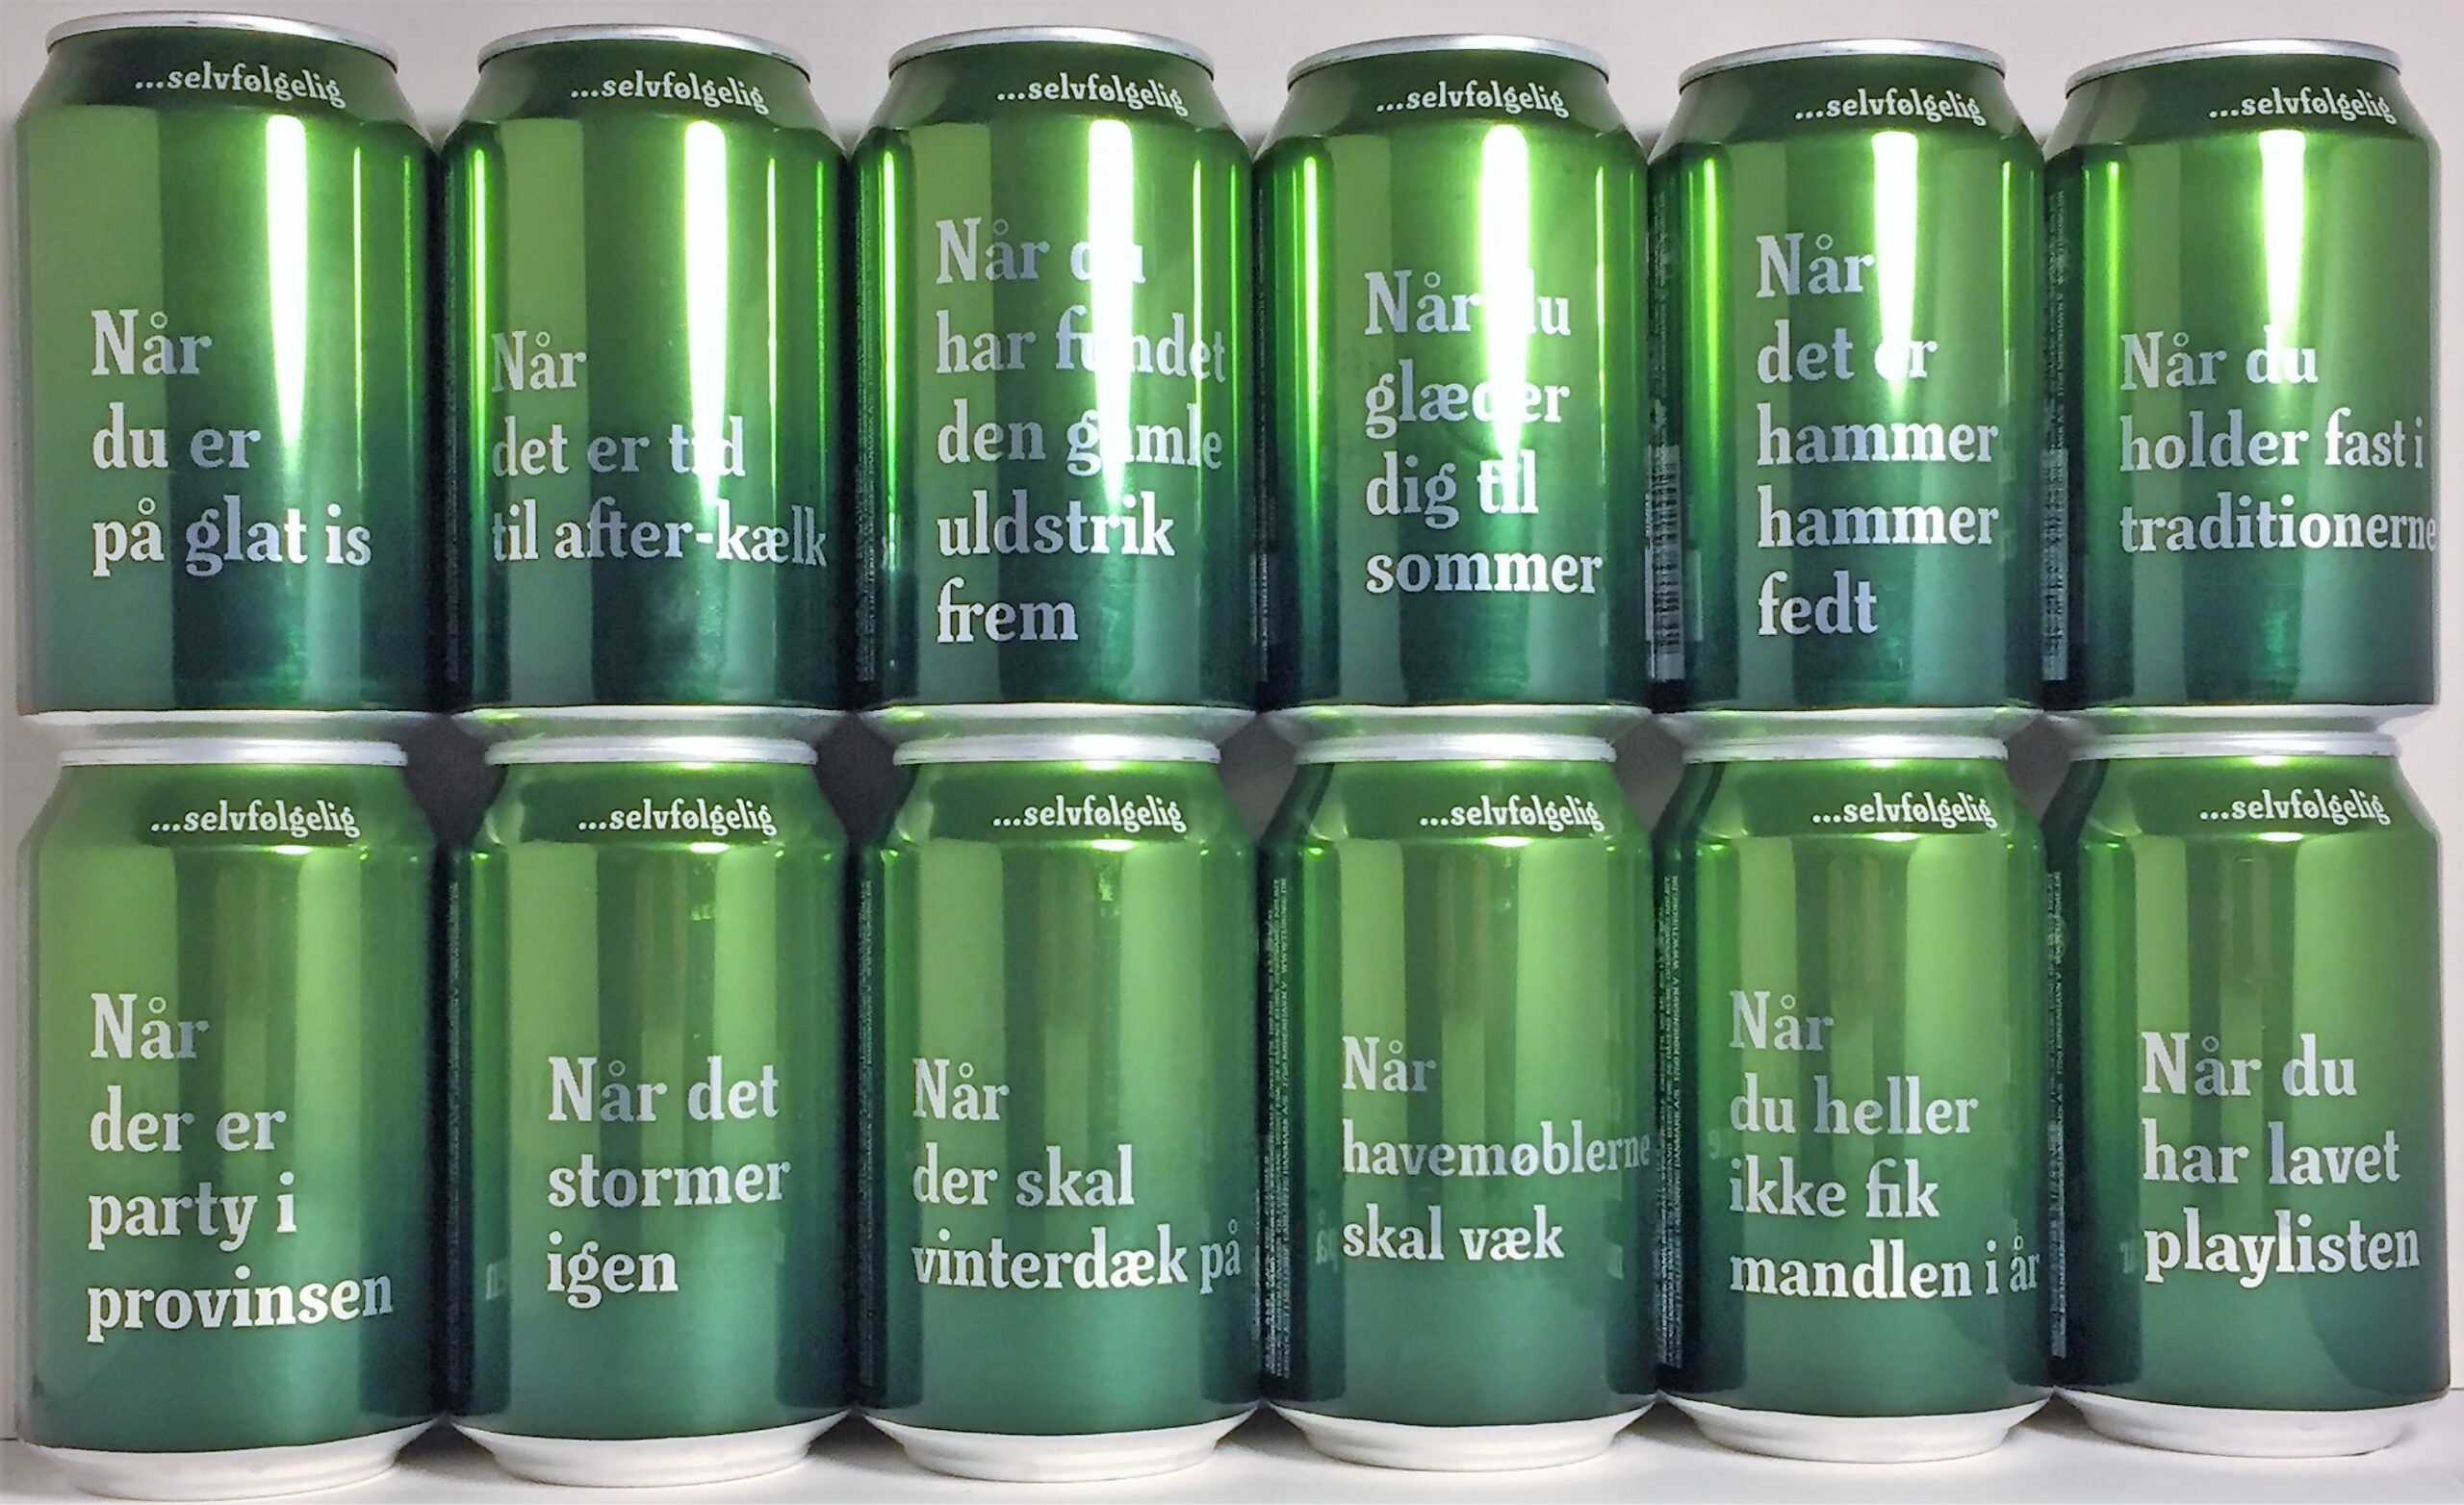 ...selvfølgelig
Når
du er
på glat is
...selvfølgelig
Når
det er tid
til after-kælk
...selvfølgelig
Når du
har fundet
den gamle
uldstrik
frem
...selvfølgelig
Når du
glæder
dig til
sommer
...selvfølgelig
Når
det er
hammer
hammer
fedt
...selvfølgelig
Når du
holder fast i
traditionerne
...selvfølgelig
Når
der er
party i
provinsen
...selvfølgelig
Når det
stormer
igen
...selvfølgelig
Når
der skal
vinterdæk på
...selvfølgelig
Når
havemøblerne
skal væk
...selvfølgelig
Når
du heller
ikke fik
mandlen i år
...selvfølgelig
Når du
har lavet
playlisten